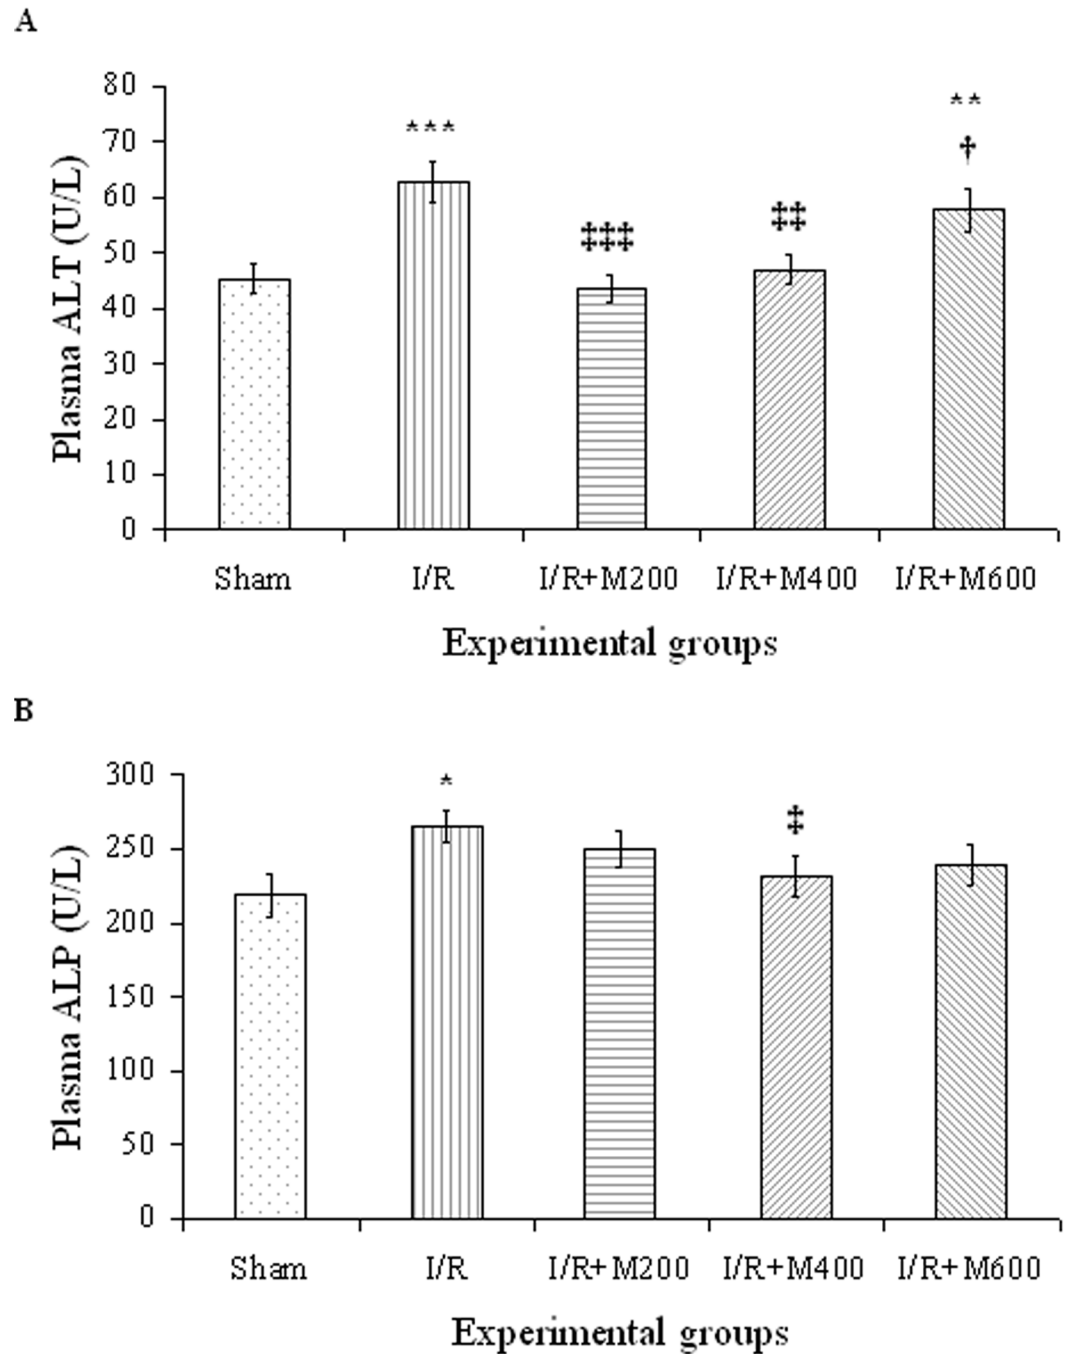 A
Plasma ALT (U/L)
80
70
60
50
40
30
20
10
0
***
‡‡‡
‡‡
**
†
Sham I/R I/R+M200 I/R+M400 I/R+M600
Experimental groups
B
Plasma ALP (U/L)
300
250
200
150
100
50
0
*
‡
Sham I/R I/R+M200 I/R+M400 I/R+M600
Experimental groups